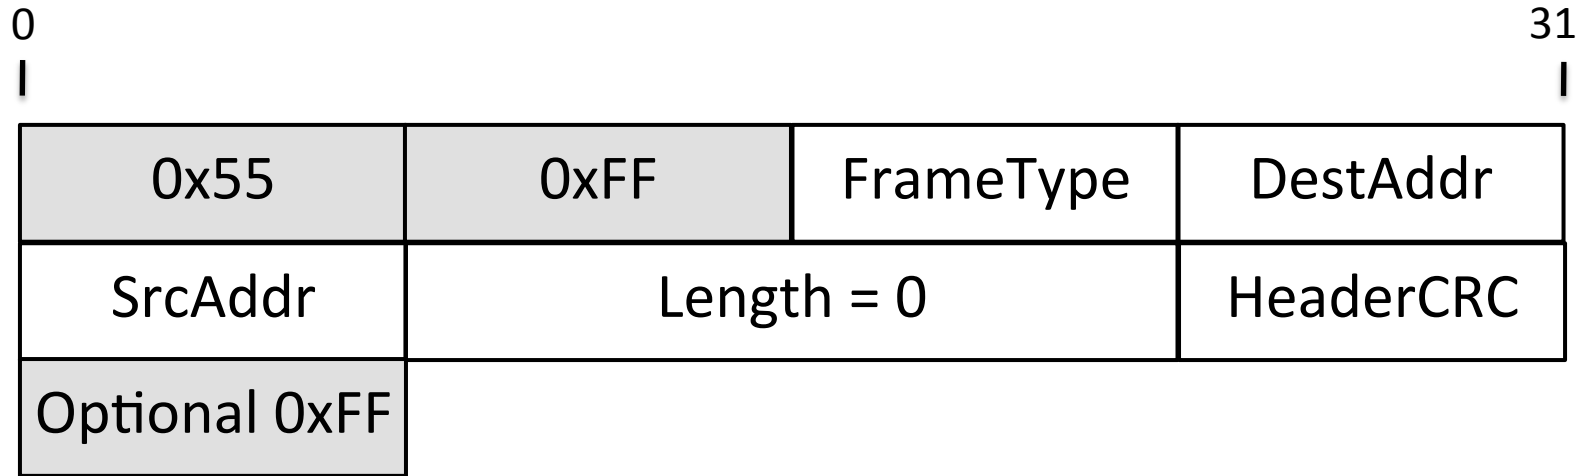 0 31
0x55 0xFF FrameType DestAddr
SrcAddr Length = 0 HeaderCRC
Optional 0xFF